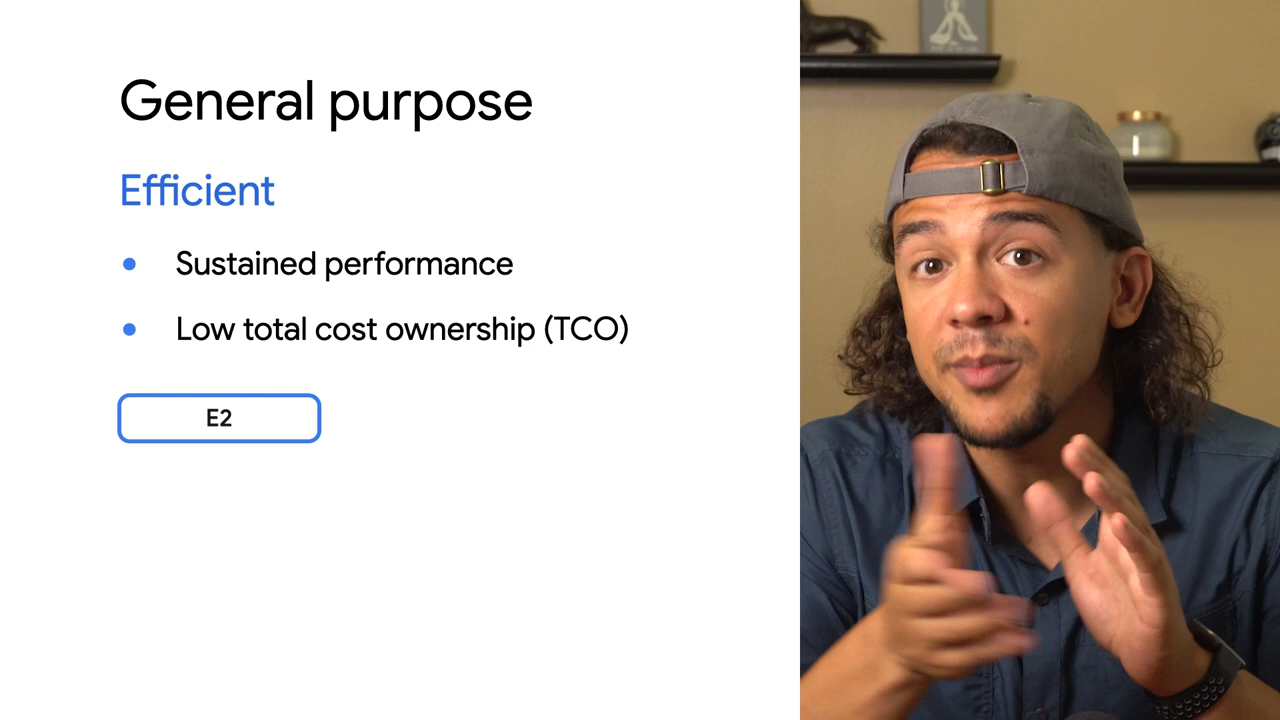 General purpose
Efficient
Sustained performance
Low total cost ownership (TCO)
E2